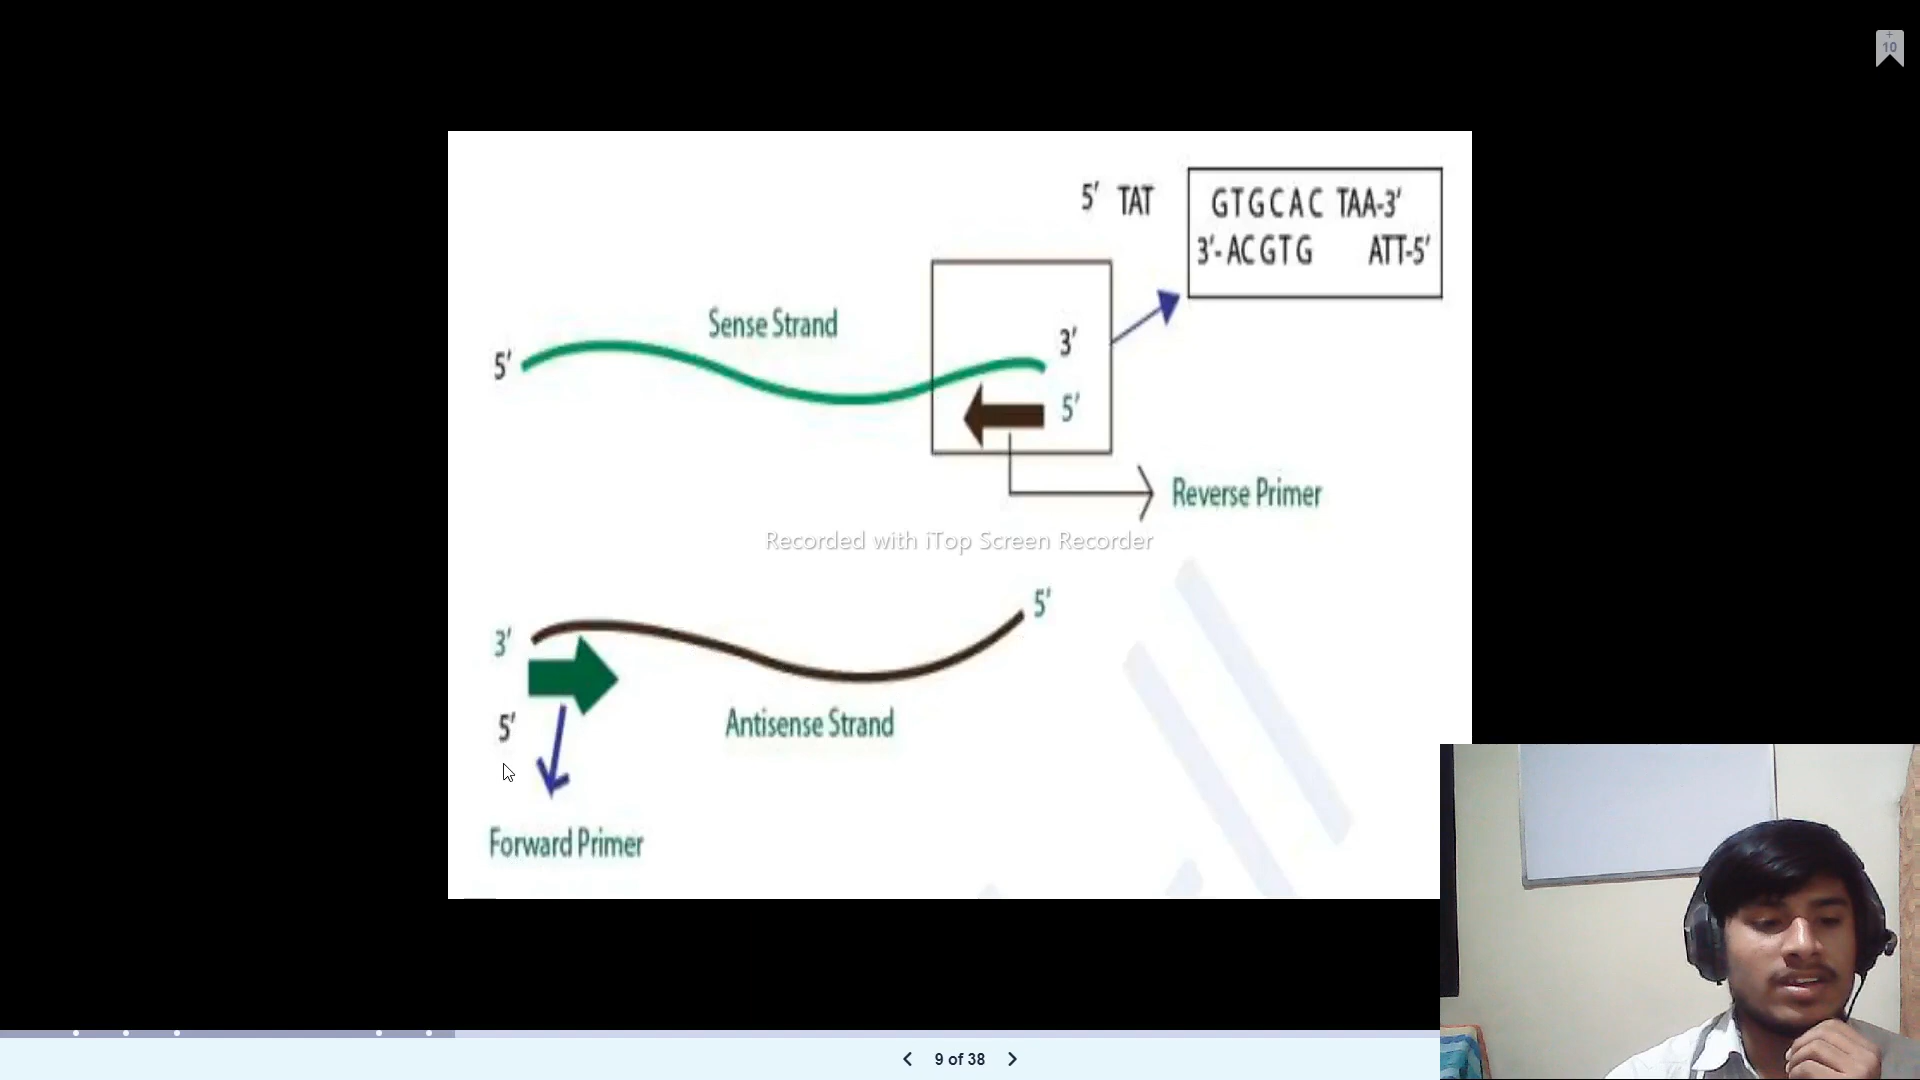 +
10
5′ TAT GTGCAC TAA-3′
3′- ACGTG ATT-5′
Sense Strand
5′
3′
5′
Reverse Primer
Recorded with iTop Screen Recorder
5′
3′
5′
Antisense Strand
Forward Primer
9 of 38